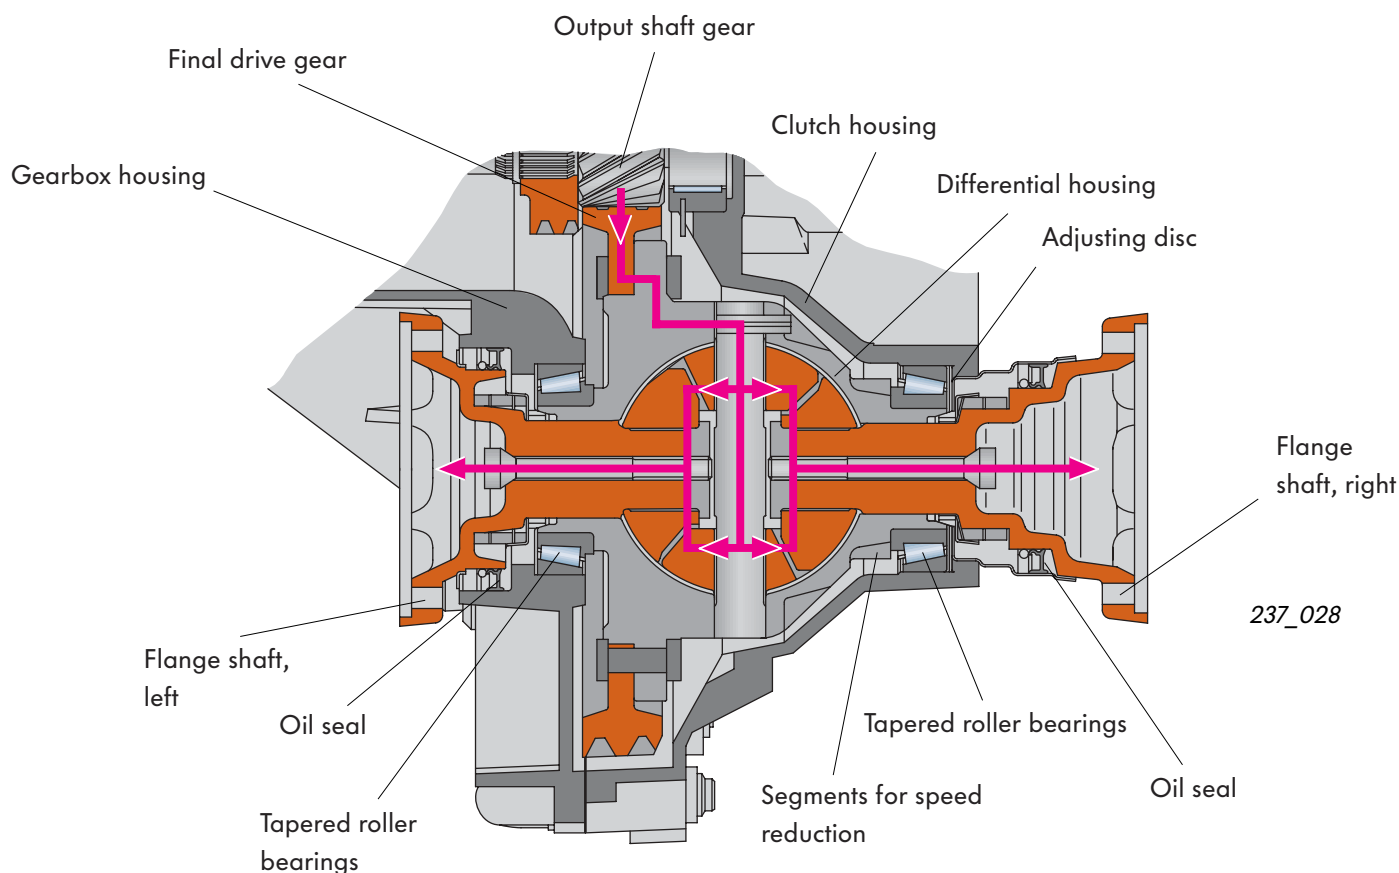 Output shaft gear
Final drive gear
Clutch housing
Gearbox housing
Differential housing
Adjusting disc
Flange
shaft, right
237_028
Flange shaft,
left
Oil seal
Tapered roller bearings
Segments for speed
reduction
Oil seal
Tapered roller
bearings